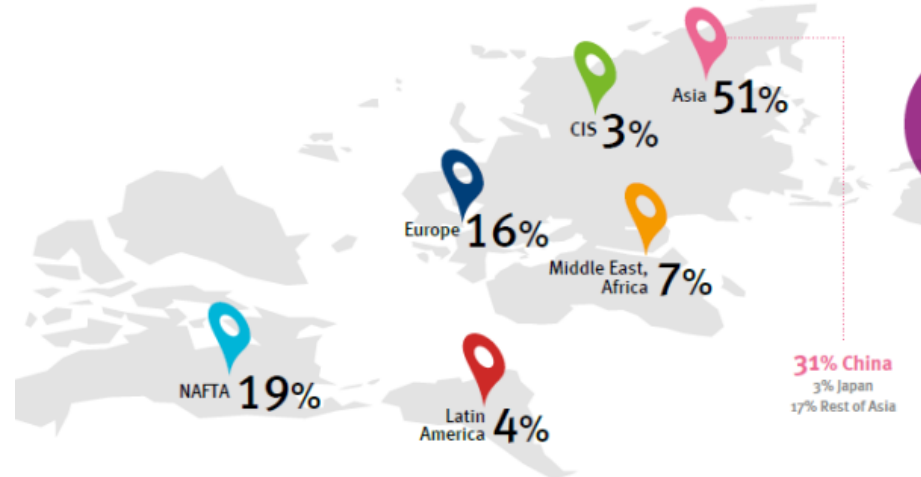 Asia 51%
CIS 3%
Europe 16%
Middle East,
Africa 7%
NAFTA 19%
Latin
America 4%
31% China
3% Japan
17% Rest of Asia